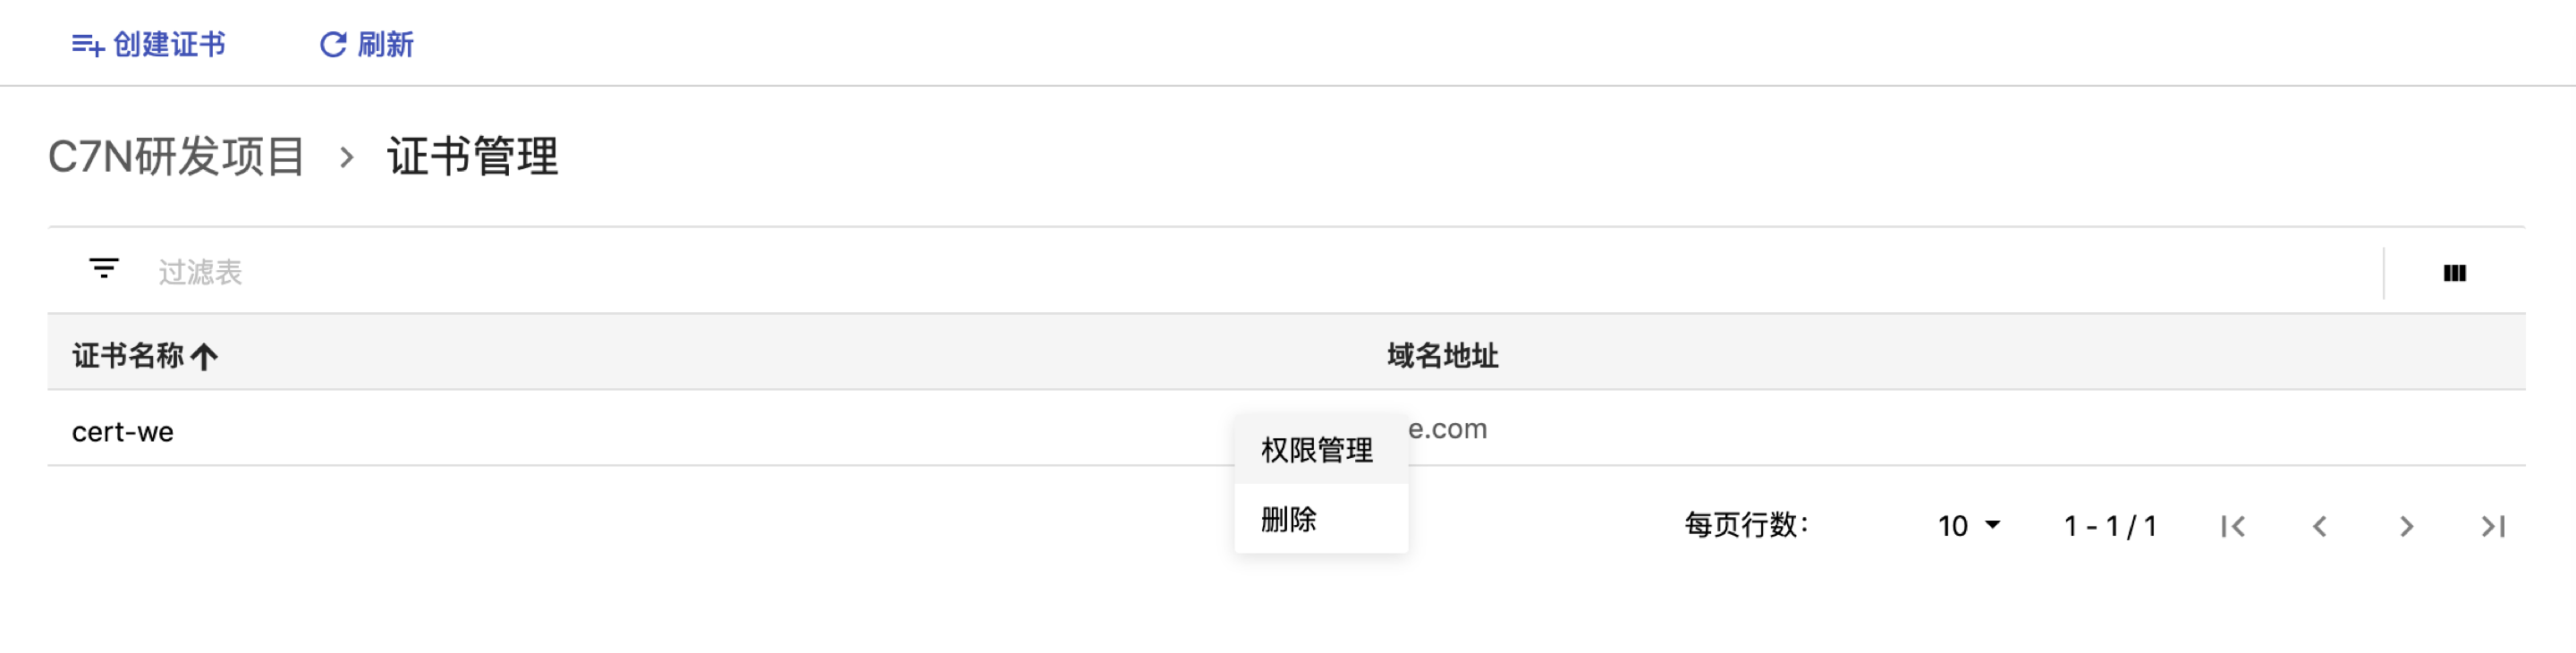 创建证书 刷新
C7N研发项目 > 证书管理
过滤表
证书名称 域名地址
cert-we e.com
权限管理
删除
每页行数： 10 1 - 1 / 1